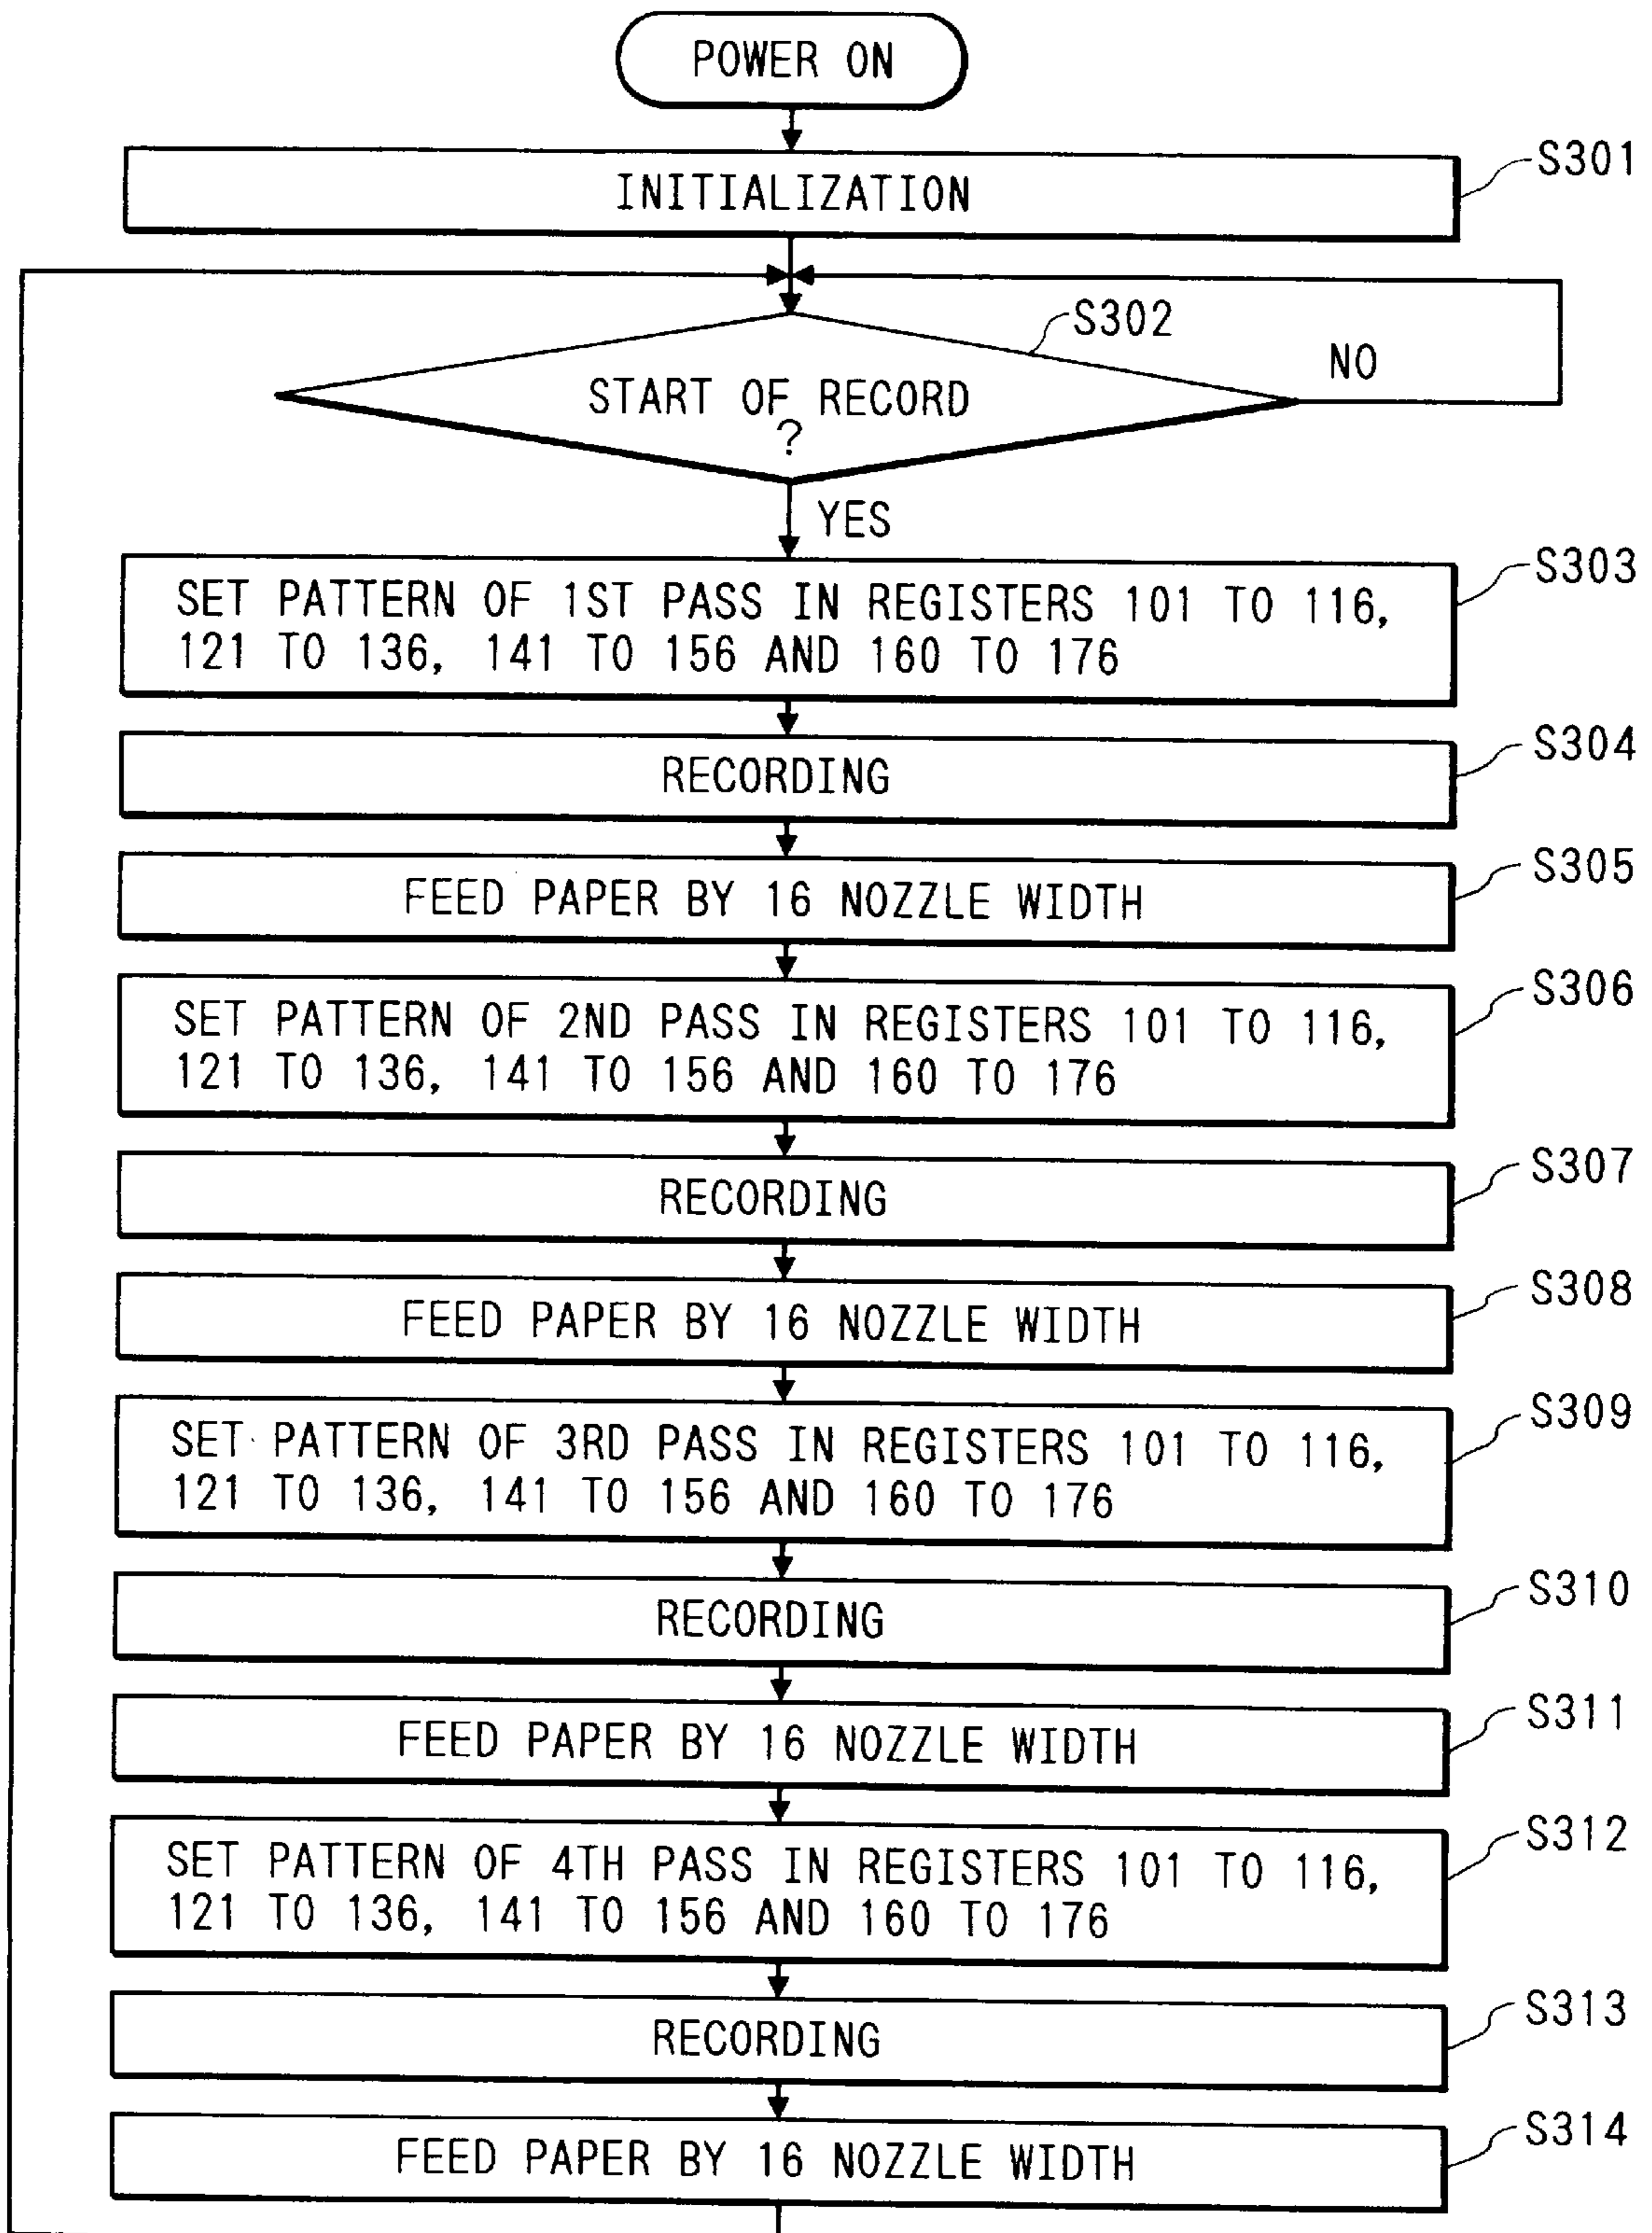 POWER ON
S301
INITIALIZATION
S302
NO
START OF RECORD
?
YES
S303
SET PATTERN OF 1ST PASS IN REGISTERS 101 TO 116,
121 TO 136, 141 TO 156 AND 160 TO 176
S304
RECORDING
S305
FEED PAPER BY 16 NOZZLE WIDTH
S306
SET PATTERN OF 2ND PASS IN REGISTERS 101 TO 116,
121 TO 136, 141 TO 156 AND 160 TO 176
S307
RECORDING
S308
FEED PAPER BY 16 NOZZLE WIDTH
S309
SET PATTERN OF 3RD PASS IN REGISTERS 101 TO 116,
121 TO 136, 141 TO 156 AND 160 TO 176
S310
RECORDING
S311
FEED PAPER BY 16 NOZZLE WIDTH
S312
SET PATTERN OF 4TH PASS IN REGISTERS 101 TO 116,
121 TO 136, 141 TO 156 AND 160 TO 176
S313
RECORDING
S314
FEED PAPER BY 16 NOZZLE WIDTH